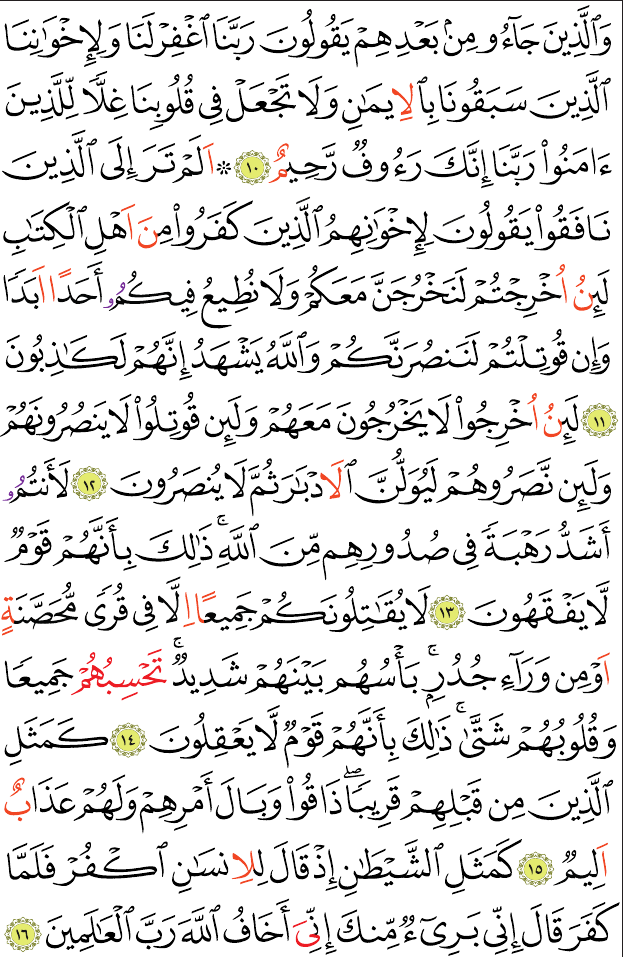 وَٱلَّذِينَ جَآءُو مِنۢ بَعۡدِهِمۡ يَقُولُونَ رَبَّنَا ٱغۡفِرۡ لَنَا وَلِإِخۡوَٰنِنَا
ٱلَّذِينَ سَبَقُونَا بِٱلِايمَٰنِ وَلَا تَجۡعَلۡ فِي قُلُوبِنَا غِلّٗا لِّلَّذِينَ
ءَامَنُواْ رَبَّنَآ إِنَّكَ رَءُوفٞ رَّحِيمٌ ١٠ ۞ اَلَمۡ تَرَ إِلَى ٱلَّذِينَ
نَافَقُواْ يَقُولُونَ لِإِخۡوَٰنِهِمُ ٱلَّذِينَ كَفَرُواْ مِنَ اَهۡلِ ٱلۡكِتَٰبِ
لَئِنُ اُخۡرِجۡتُمۡ لَنَخۡرُجَنَّ مَعَكُمۡ وَلَا نُطِيعُ فِيكُمُۥ أَحَدًا اَبَدٗا
وَإِن قُوتِلۡتُمۡ لَنَنصُرَنَّكُمۡ وَٱللَّهُ يَشۡهَدُ إِنَّهُمۡ لَكَٰذِبُونَ
١١ لَئِنُ اُخۡرِجُواْ لَا يَخۡرُجُونَ مَعَهُمۡ وَلَئِن قُوتِلُواْ لَا يَنصُرُونَهُمۡ
وَلَئِن نَّصَرُوهُمۡ لَيُوَلُّنَّ ٱلَادۡبَٰرَ ثُمَّ لَا يُنصَرُونَ ١٢ لَأَنتُمُۥ
أَشَدُّ رَهۡبَةٗ فِي صُدُورِهِم مِّنَ ٱللَّهِۚ ذَٰلِكَ بِأَنَّهُمۡ قَوۡمٞ
لَّا يَفۡقَهُونَ ١٣ لَا يُقَٰتِلُونَكُمۡ جَمِيعًا اِلَّا فِي قُرٗى مُّحَصَّنَةٍ
اَوۡ مِن وَرَآءِ جُدُرِۭۚ بَأۡسُهُم بَيۡنَهُمۡ شَدِيدٞۚ تَحۡسِبُهُمۡ جَمِيعٗا
وَقُلُوبُهُمۡ شَتَّىٰۚ ذَٰلِكَ بِأَنَّهُمۡ قَوۡمٞ لَّا يَعۡقِلُونَ ١٤ كَمَثَلِ
ٱلَّذِينَ مِن قَبۡلِهِمۡ قَرِيبٗاۖ ذَاقُواْ وَبَالَ أَمۡرِهِمۡ وَلَهُمۡ عَذَابٌ
اَلِيمٞ ١٥ كَمَثَلِ ٱلشَّيۡطَٰنِ إِذۡ قَالَ لِلِانسَٰنِ ٱكۡفُرۡ فَلَمَّا
كَفَرَ قَالَ إِنِّي بَرِيٓءٞ مِّنكَ إِنِّيَ أَخَافُ ٱللَّهَ رَبَّ ٱلۡعَٰلَمِينَ ١٦